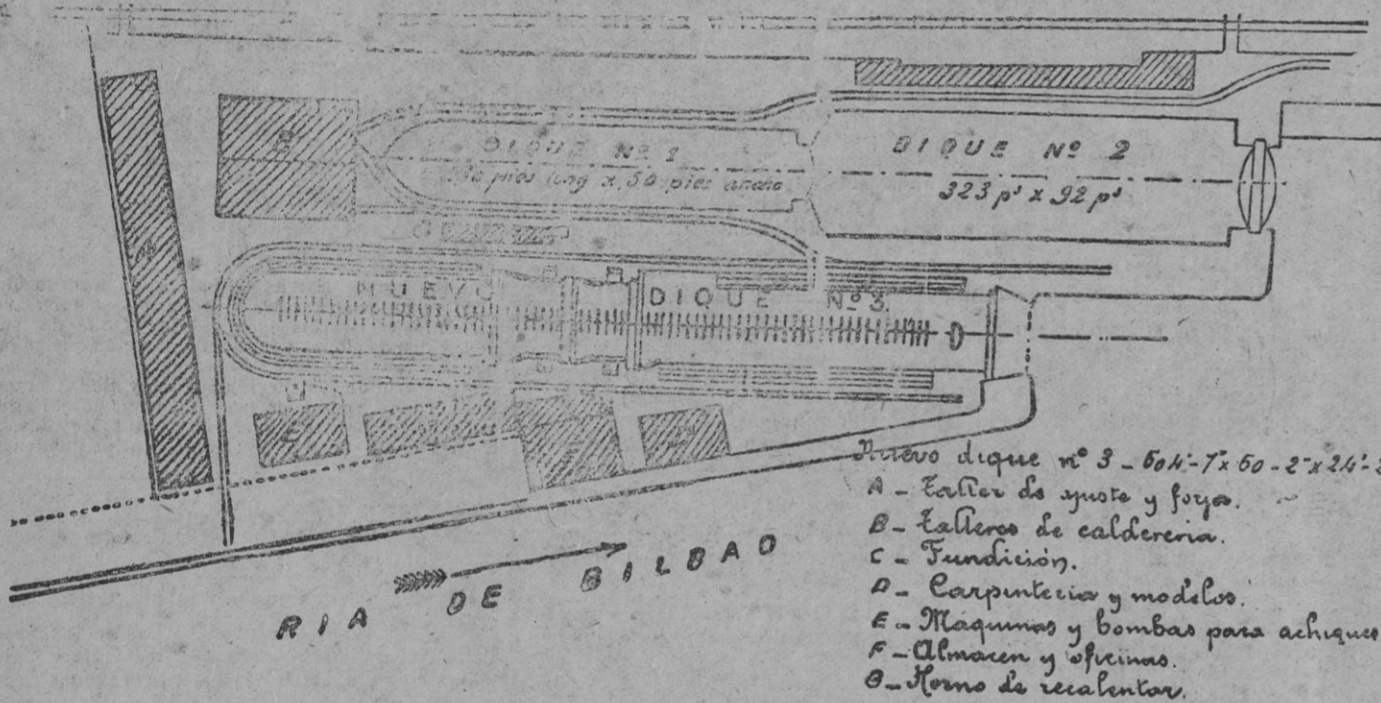 DIQUE Nº 1
pies long x 50 pies ancho
DIQUE Nº 2
323 pˢ x 92 pˢ
B
A
NUEVO DIQUE Nº 3.
RIA DE BILBAO
Nuevo dique nº 3 - 604'-7" x 60 - 2" x 24'-
A - Taller de ajuste y forja.
B - Talleres de caldereria.
C - Fundición.
D - Carpinteria y modelos.
E - Maquinas y bombas para achiques
F - Almacen y oficinas.
G - Horno de recalentar.